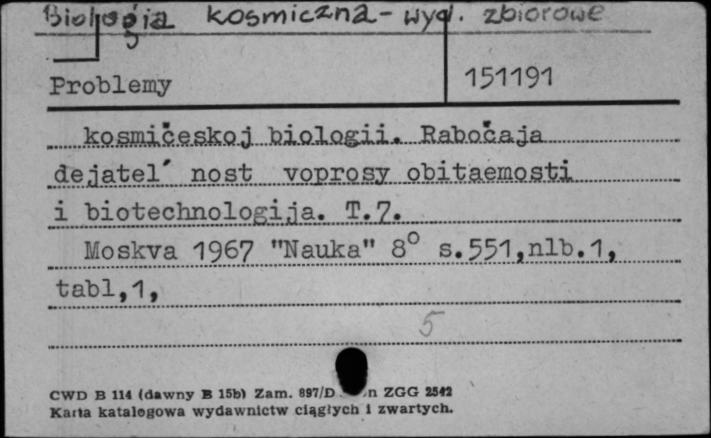 Biologia kosmiczna - wyd. zbiorowe
Problemy 151191
kosmičeskoj biologii. Rabočaja
dejatel´ nost voprosy obitaemosti
i biotechnologija. T.7.
Moskva 1967 "Nauka" 8° s.551,nlb.1,
tabl,1,
5
CWD B 114 (dawny B 15b) Zam. 897/D ZGG 2542
Karta katalogowa wydawnictw ciągłych i zwartych.